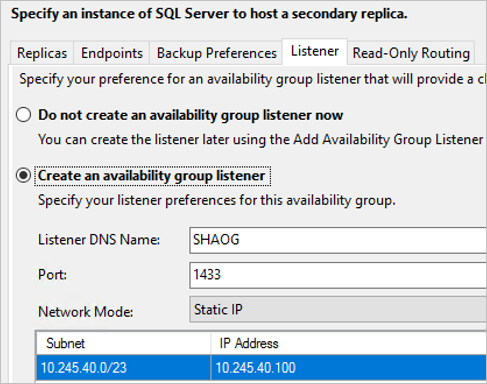 Specify an instance of SQL Server to host a secondary replica.
Replicas Endpoints Backup Preferences Listener Read-Only Routing
Specify your preference for an availability group listener that will provide a
Do not create an availability group listener now
You can create the listener later using the Add Availability Group Listener
Create an availability group listener
Specify your listener preferences for this availability group.
Listener DNS Name: SHAOG
Port: 1433
Network Mode: Static IP
Subnet IP Address
10.245.40.0/23 10.245.40.100